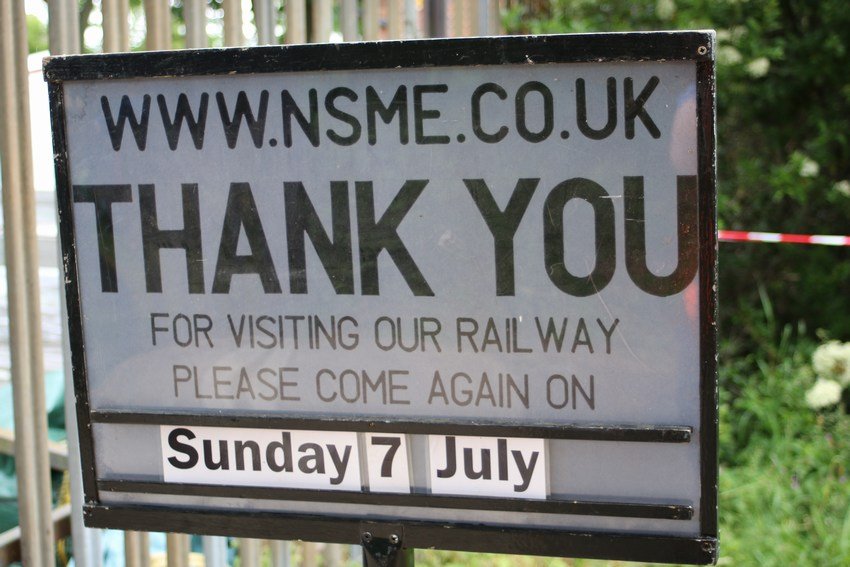 WWW.NSME.CO.UK
THANK YOU
FOR VISITING OUR RAILWAY
PLEASE COME AGAIN ON
Sunday 7 July